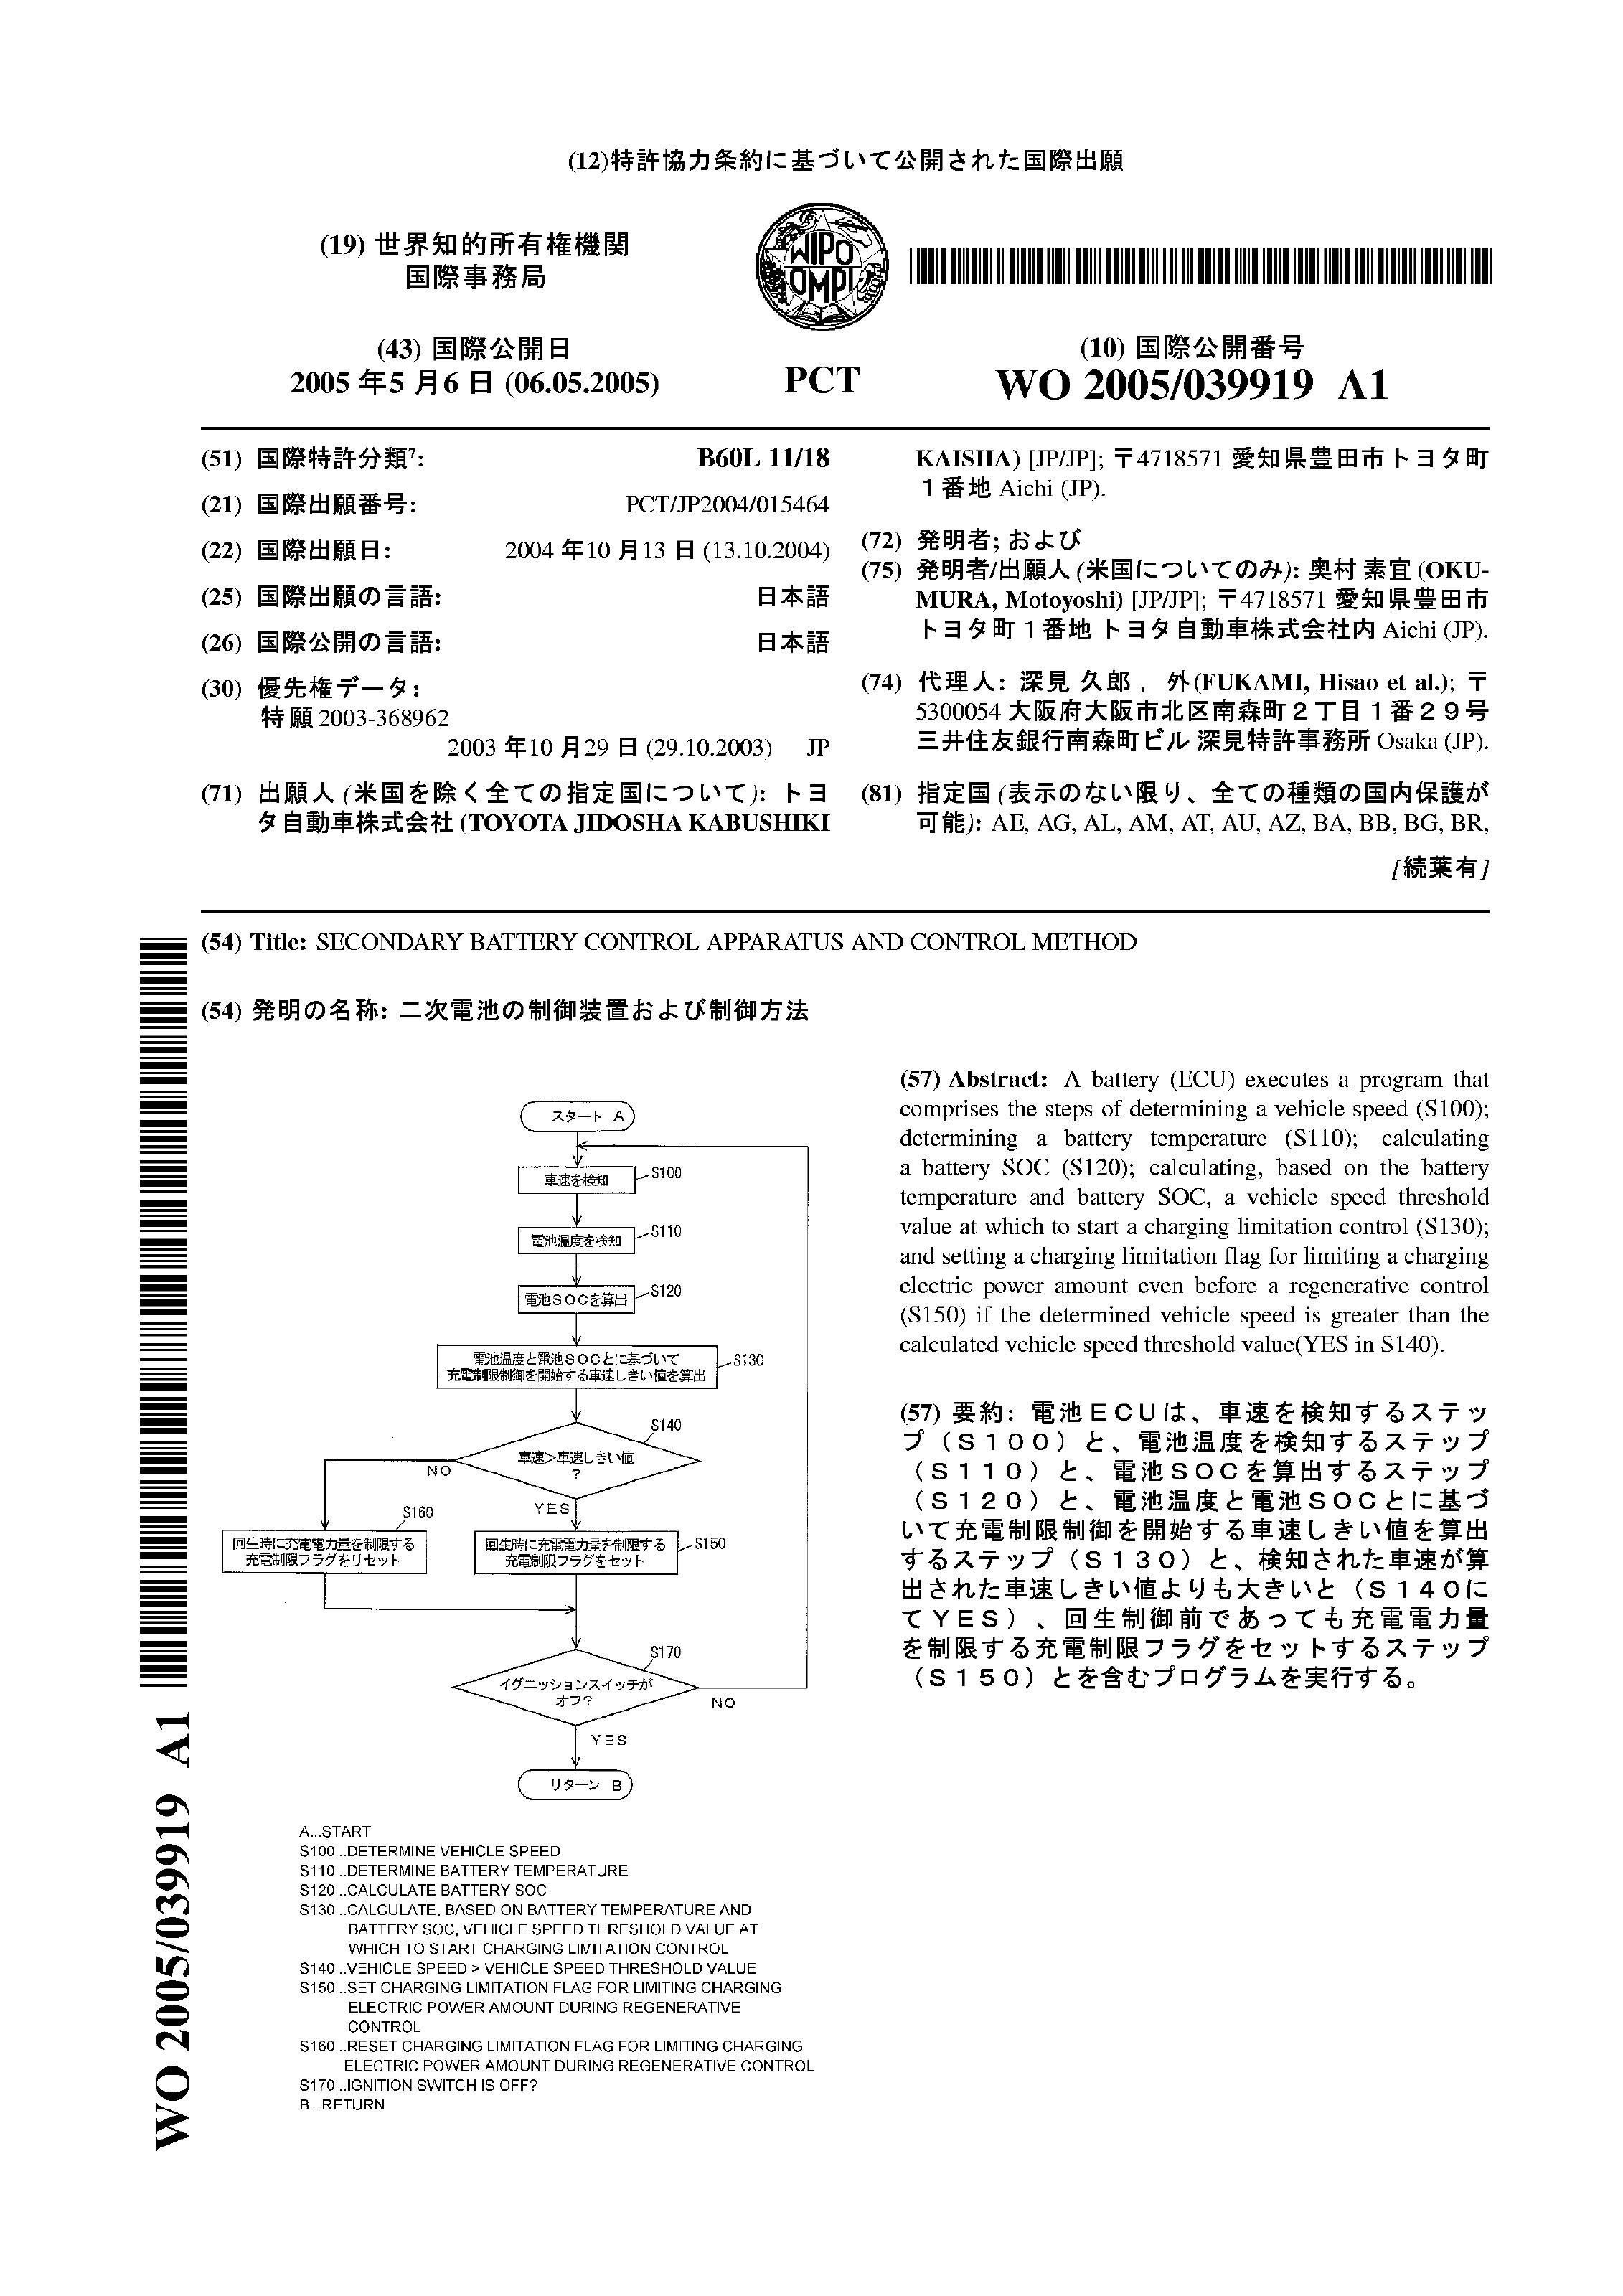 (12)特許協力条約に基づいて公開された国際出願
(19) 世界知的所有権機関
国際事務局
WIPO
OMPI
(43) 国際公開日
2005 年5 月6 日 (06.05.2005)
PCT
(10) 国際公開番号
WO 2005/039919 A1
(51) 国際特許分類7: B60L 11/18
(21) 国際出願番号: PCT/JP2004/015464
(22) 国際出願日: 2004 年10 月13 日 (13.10.2004)
(25) 国際出願の言語: 日本語
(26) 国際公開の言語: 日本語
(30) 優先権データ:
特願2003-368962
2003 年10 月29 日 (29.10.2003) JP
(71) 出願人 (米国を除く全ての指定国について): トヨ
タ自動車株式会社 (TOYOTA JIDOSHA KABUSHIKI
KAISHA) [JP/JP]; 〒4718571 愛知県豊田市トヨタ町
1番地 Aichi (JP).
(72) 発明者; および
(75) 発明者/出願人 (米国についてのみ): 奥村 素宜 (OKU-
MURA, Motoyoshi) [JP/JP]; 〒4718571 愛知県豊田市
トヨタ町1番地 トヨタ自動車株式会社内 Aichi (JP).
(74) 代理人: 深見 久郎, 外(FUKAMI, Hisao et al.); 〒
5300054 大阪府大阪市北区南森町2丁目1番29号
三井住友銀行南森町ビル 深見特許事務所 Osaka (JP).
(81) 指定国 (表示のない限り、全ての種類の国内保護が
可能): AE, AG, AL, AM, AT, AU, AZ, BA, BB, BG, BR,
[続葉有]
(54) Title: SECONDARY BATTERY CONTROL APPARATUS AND CONTROL METHOD
(54) 発明の名称: 二次電池の制御装置および制御方法
スタート A
車速を検知
S100
電池温度を検知
S110
電池SOCを算出
S120
電池温度と電池SOCとに基づいて
充電制限制御を開始する車速しきい値を算出
S130
S140
車速>車速しきい値
?
NO
YES
S160
回生時に充電電力量を制限する
充電制限フラグをリセット
回生時に充電電力量を制限する
充電制限フラグをセット
S150
S170
イグニッションスイッチが
オフ?
NO
YES
リターン B
A...START
S100...DETERMINE VEHICLE SPEED
S110...DETERMINE BATTERY TEMPERATURE
S120...CALCULATE BATTERY SOC
S130...CALCULATE, BASED ON BATTERY TEMPERATURE AND
BATTERY SOC, VEHICLE SPEED THRESHOLD VALUE AT
WHICH TO START CHARGING LIMITATION CONTROL
S140...VEHICLE SPEED > VEHICLE SPEED THRESHOLD VALUE
S150...SET CHARGING LIMITATION FLAG FOR LIMITING CHARGING
ELECTRIC POWER AMOUNT DURING REGENERATIVE
CONTROL
S160...RESET CHARGING LIMITATION FLAG FOR LIMITING CHARGING
ELECTRIC POWER AMOUNT DURING REGENERATIVE CONTROL
S170...IGNITION SWITCH IS OFF?
B...RETURN
(57) Abstract: A battery (ECU) executes a program that
comprises the steps of determining a vehicle speed (S100);
determining a battery temperature (S110); calculating
a battery SOC (S120); calculating, based on the battery
temperature and battery SOC, a vehicle speed threshold
value at which to start a charging limitation control (S130);
and setting a charging limitation flag for limiting a charging
electric power amount even before a regenerative control
(S150) if the determined vehicle speed is greater than the
calculated vehicle speed threshold value(YES in S140).
(57) 要約: 電池ECUは、車速を検知するステッ
プ(S100)と、電池温度を検知するステップ
(S110)と、電池SOCを算出するステップ
(S120)と、電池温度と電池SOCとに基づ
いて充電制限制御を開始する車速しきい値を算出
するステップ(S130)と、検知された車速が算
出された車速しきい値よりも大きいと(S140に
てYES)、回生制御前であっても充電電力量
を制限する充電制限フラグをセットするステップ
(S150)とを含むプログラムを実行する。
WO 2005/039919 A1